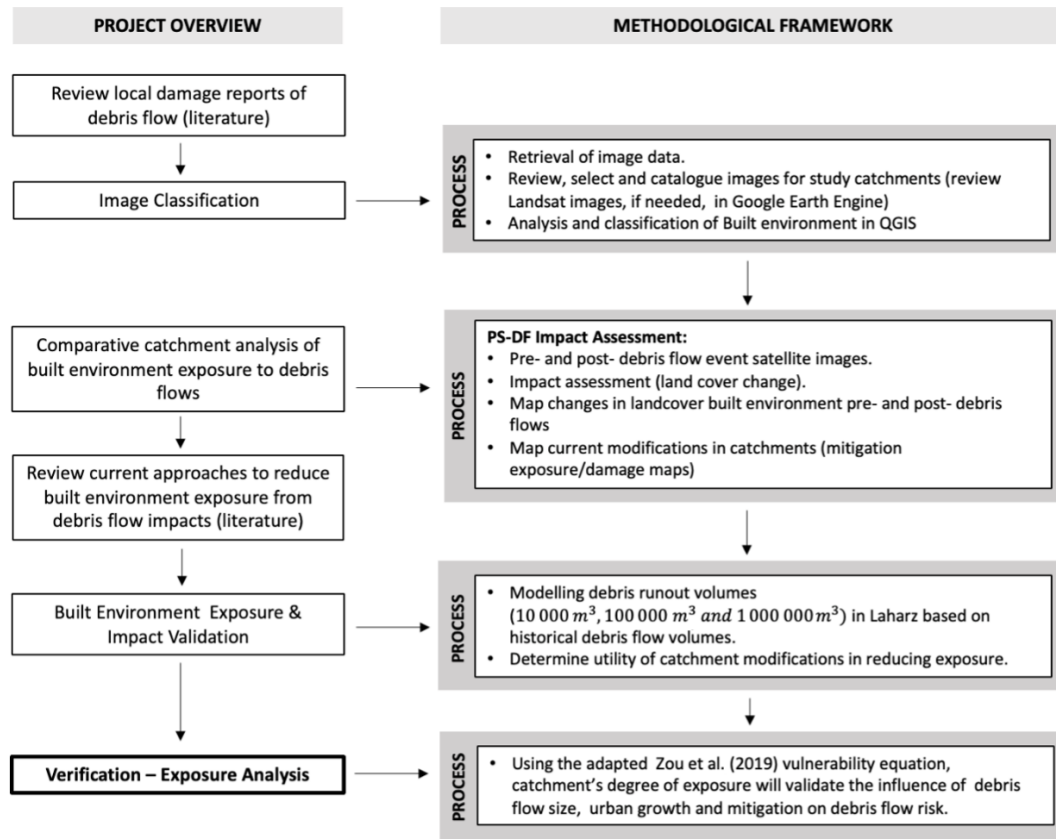 PROJECT OVERVIEW
METHODOLOGICAL FRAMEWORK
Review local damage reports of
debris flow (literature)
Image Classification
PROCESS
• Retrieval of image data.
• Review, select and catalogue images for study catchments (review
Landsat images, if needed, in Google Earth Engine)
• Analysis and classification of Built environment in QGIS
Comparative catchment analysis of
built environment exposure to debris
flows
PROCESS
PS-DF Impact Assessment:
• Pre- and post- debris flow event satellite images.
• Impact assessment (land cover change).
• Map changes in landcover built environment pre- and post- debris
flows
• Map current modifications in catchments (mitigation
exposure/damage maps)
Review current approaches to reduce
built environment exposure from
debris flow impacts (literature)
Built Environment Exposure &
Impact Validation
PROCESS
• Modelling debris runout volumes
(10 000 m³, 100 000 m³ and 1 000 000m³) in Laharz based on
historical debris flow volumes.
• Determine utility of catchment modifications in reducing exposure.
Verification – Exposure Analysis
PROCESS
• Using the adapted Zou et al. (2019) vulnerability equation,
catchment's degree of exposure will validate the influence of debris
flow size, urban growth and mitigation on debris flow risk.